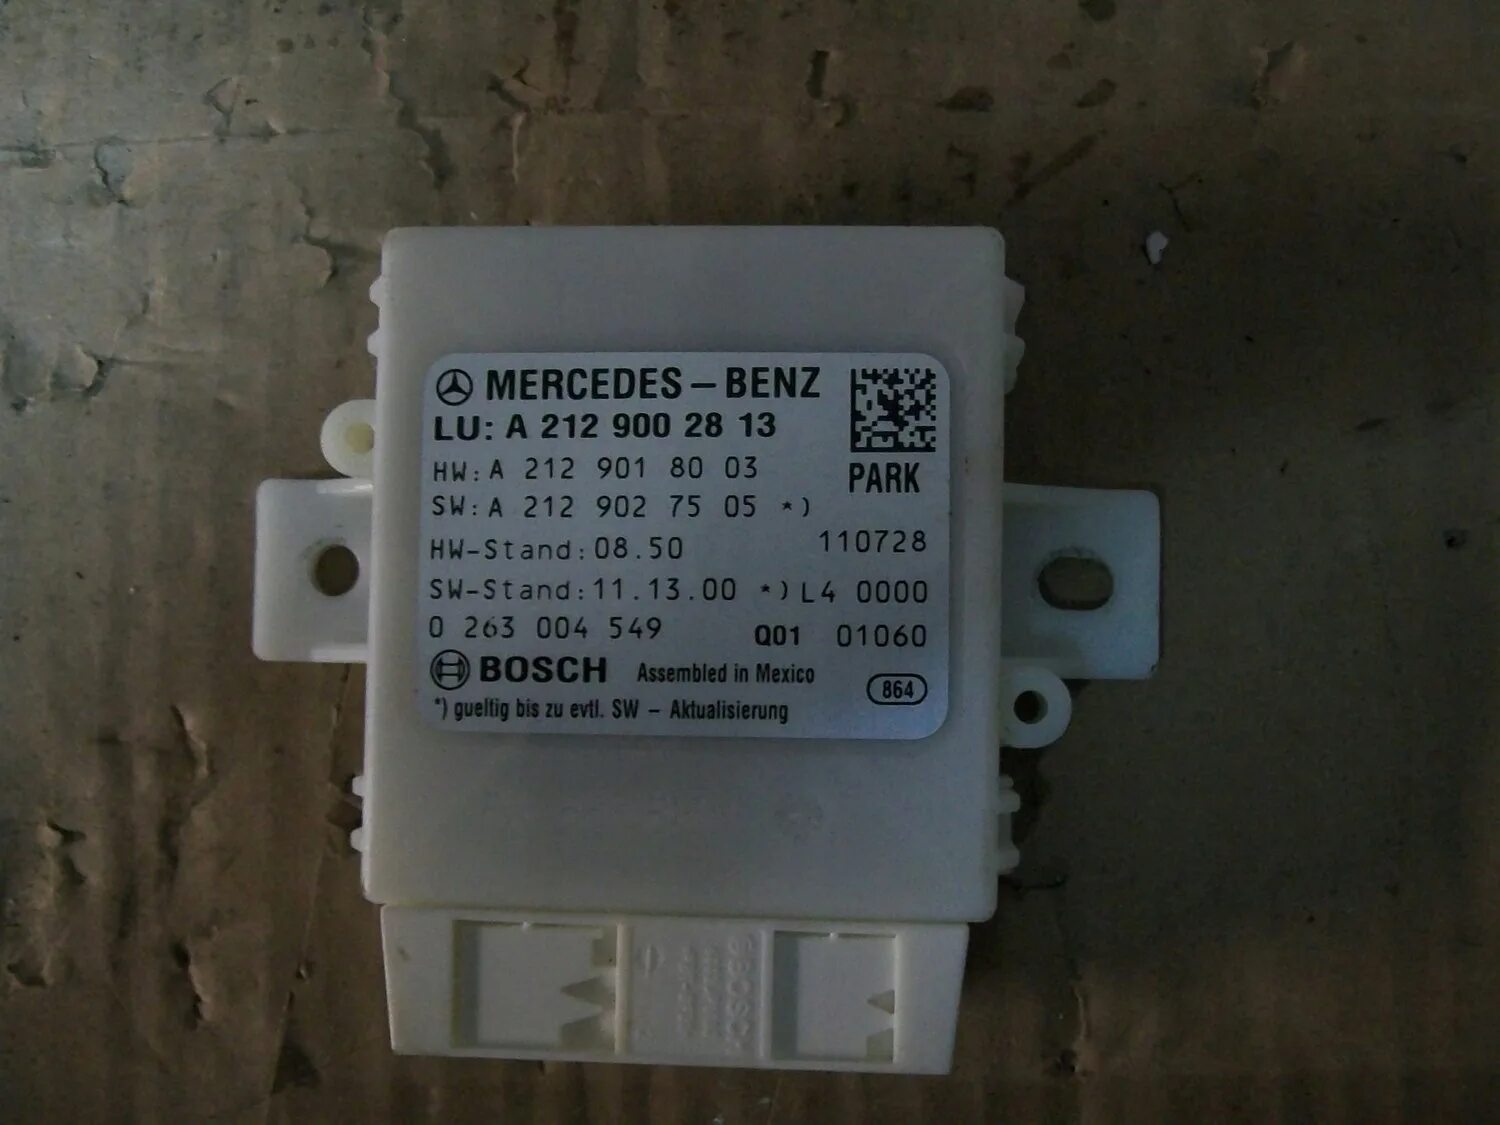 MERCEDES-BENZ
LU: A 212 900 28 13
HW: A 212 901 80 03
PARK
SW: A 212 902 75 05 *)
HW-Stand: 08.50 110728
SW-Stand: 11.13.00 *) L4 0000
0 263 004 549 Q01 01060
BOSCH Assembled in Mexico 864
*) gueltig bis zu evtl. SW - Aktualisierung
BOSCH